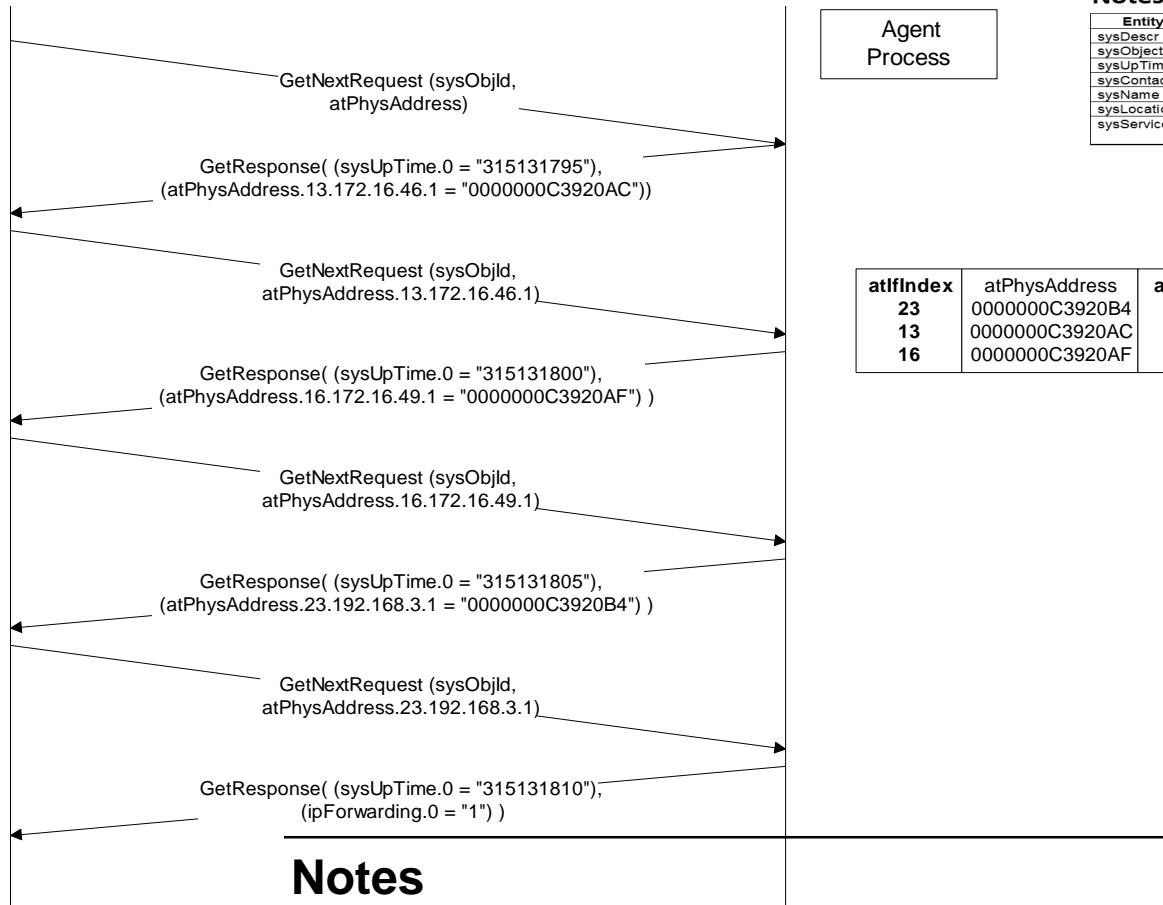 Agent
Process
Entity
sysDescr
GetNextRequest (sysObjId,
atPhysAddress)
GetResponse( (sysUpTime.0 = "315131795"),
(atPhysAddress.13.172.16.46.1 = "0000000C3920AC"))
GetNextRequest (sysObjId,
atPhysAddress.13.172.16.46.1)
atIfIndex atPhysAddress
23 0000000C3920B4
13 0000000C3920AC
16 0000000C3920AF
GetResponse( (sysUpTime.0 = "315131800"),
(atPhysAddress.16.172.16.49.1 = "0000000C3920AF") )
GetNextRequest (sysObjId,
atPhysAddress.16.172.16.49.1)
GetResponse( (sysUpTime.0 = "315131805"),
(atPhysAddress.23.192.168.3.1 = "0000000C3920B4") )
GetNextRequest (sysObjId,
atPhysAddress.23.192.168.3.1)
GetResponse( (sysUpTime.0 = "315131810"),
(ipForwarding.0 = "1") )
Notes